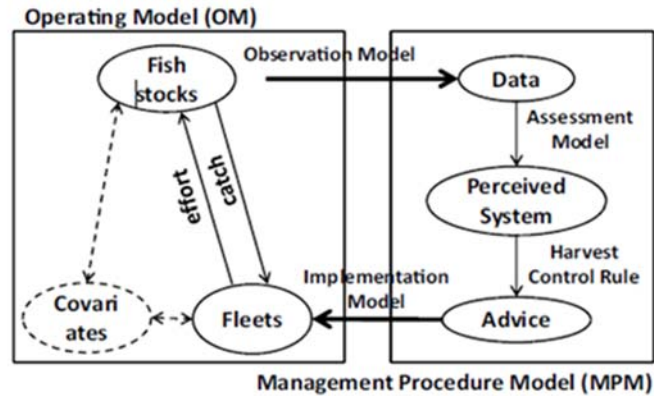 Operating Model (OM)
Observation Model
Fish
stocks
Data
Assessment
Model
effort
catch
Perceived
System
Harvest
Control Rule
Implementation
Model
Covari
ates
Fleets
Advice
Management Procedure Model (MPM)